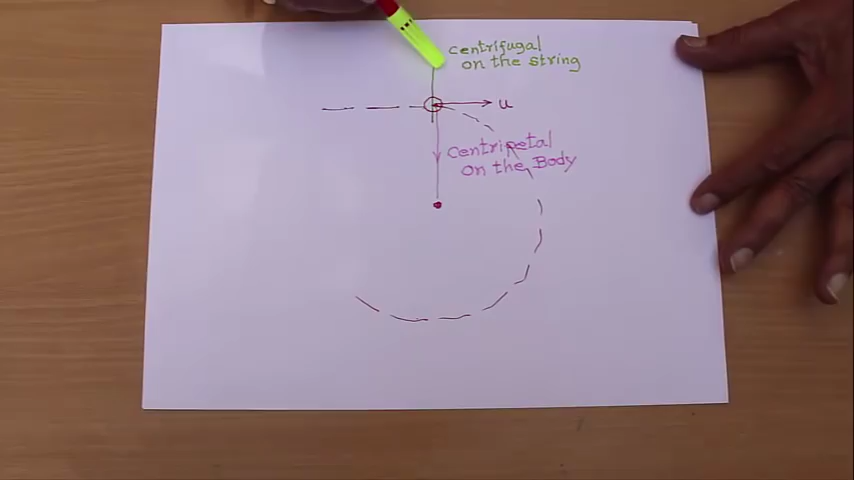 centrifugal
on the string
u
Centripetal
on the Body